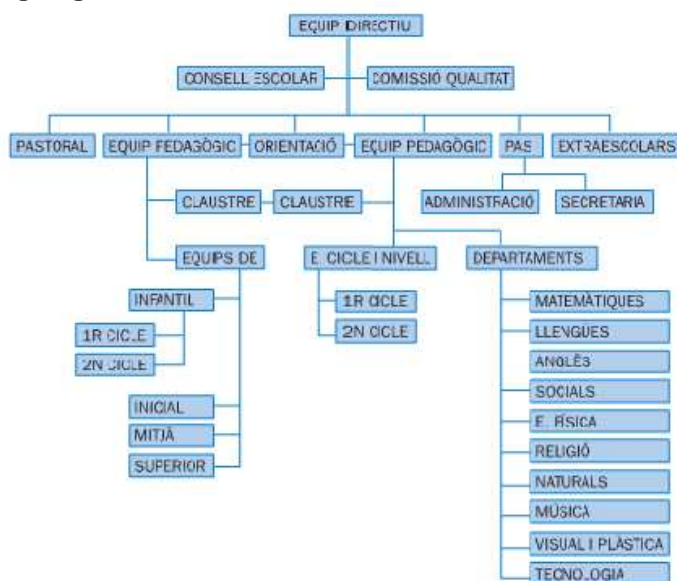 EQUIP DIRECTIU
CONSELL ESCOLAR
COMISSIÓ QUALITAT
PASTORAL
EQUIP PEDAGÒGIC
ORIENTACIÓ
EQUIP PEDAGÒGIC
PAS
EXTRAESCOLARS
CLAUSTRE
CLAUSTRE
ADMINISTRACIÓ
SECRETARIA
EQUIPS DE
E. CICLE I NIVELL
DEPARTAMENTS
INFANTIL
1R CICLE
2N CICLE
INICIAL
MITJÀ
SUPERIOR
1R CICLE
2N CICLE
MATEMÀTIQUES
LLENGÜES
ANGLÈS
SOCIALS
E. FÍSICA
RELIGIÓ
NATURALS
MÚSICA
VISUAL I PLÀSTICA
TECNOLOGIA